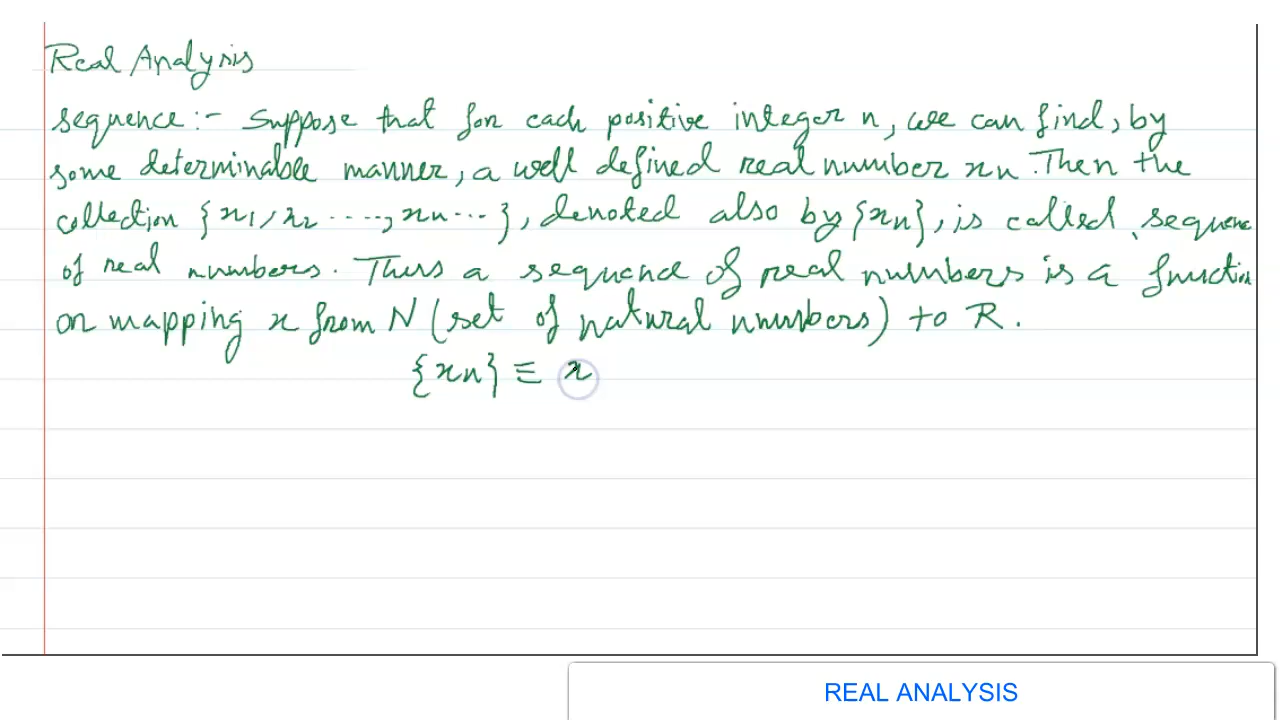 Real Analysis
sequence:- Suppose that for each positive integer n, we can find, by
some determinable manner, a well defined real number xn. Then the
collection {x1, x2 ....., xn ...}, denoted also by {xn}, is called, sequence
of real numbers. Thus a sequence of real numbers is a function
or mapping x from N (set of natural numbers) to R.
{xn} ≡ x
REAL ANALYSIS